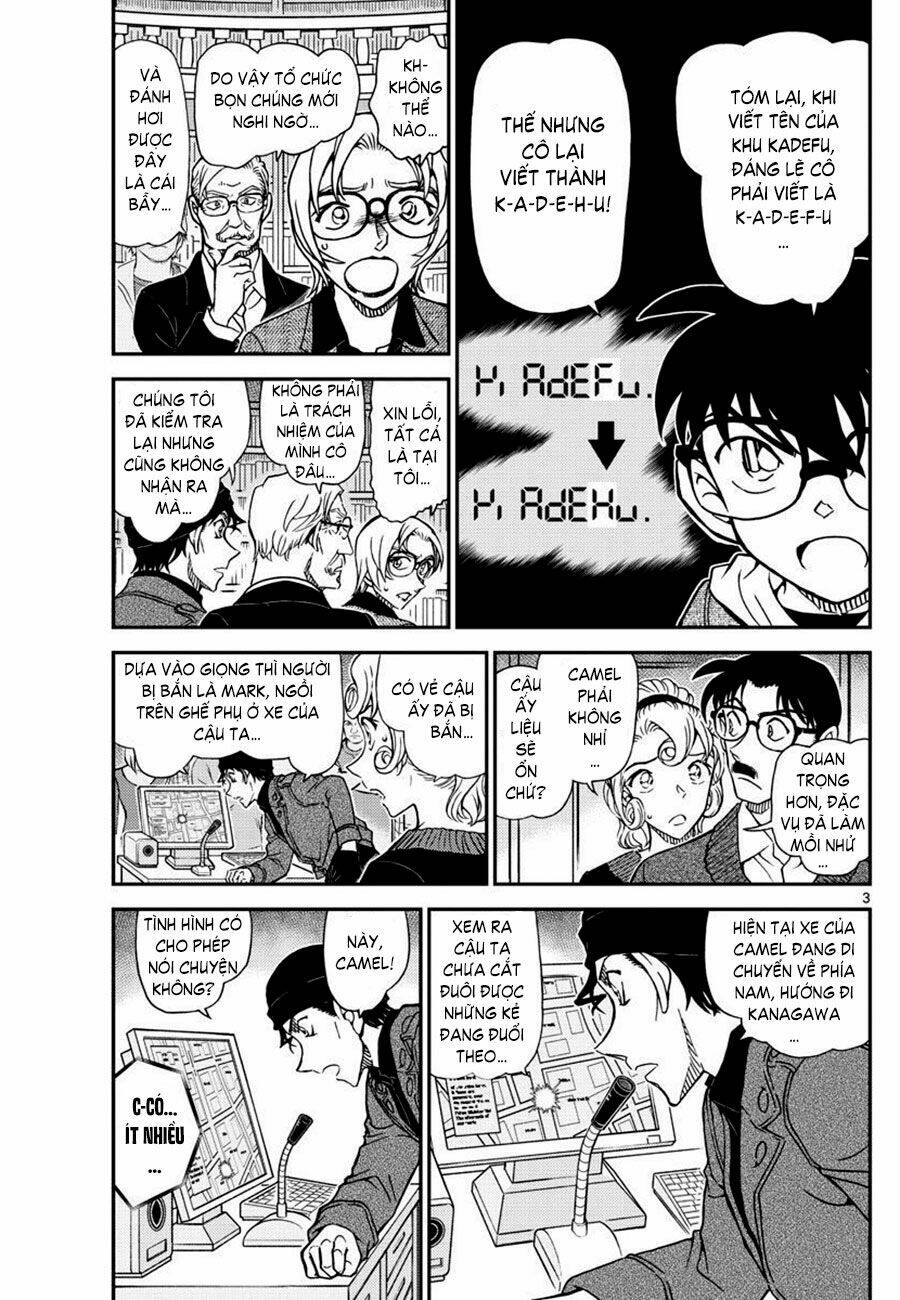 TÓM LẠI, KHI
VIẾT TÊN CỦA
KHU KADEFU,
ĐÁNG LẼ CÔ
PHẢI VIẾT LÀ
K-A-D-E-F-U
...
THẾ NHƯNG
CÔ LẠI
VIẾT THÀNH
K-A-D-E-H-U!
KH-
KHÔNG
THỂ
NÀO...
DO VẬY TỔ CHỨC
BỌN CHÚNG MỚI
NGHI NGỜ...
VÀ
ĐÁNH
HƠI
ĐƯỢC
ĐÂY
LÀ CÁI
BẪY...
XIN LỖI,
TẤT CẢ
LÀ TẠI
TÔI...
KHÔNG PHẢI
LÀ TRÁCH
NHIỆM CỦA
MÌNH CÔ
ĐÂU...
CHÚNG TÔI
ĐÃ KIỂM TRA
LẠI NHƯNG
CŨNG KHÔNG
NHẬN RA
MÀ...
QUAN
TRỌNG
HƠN, ĐẶC
VỤ ĐÃ LÀM
MỒI NHỬ
...
CAMEL
PHẢI
KHÔNG
NHỈ
...
CẬU
ẤY
LIỆU
SẼ
ỔN
CHỨ?
CÓ VẺ CẬU
ẤY ĐÃ BỊ
BẮN...
DỰA VÀO GIỌNG THÌ NGƯỜI
BỊ BẮN LÀ MARK, NGỒI
TRÊN GHẾ PHỤ Ở XE CỦA
CẬU TA...
3
HIỆN TẠI XE CỦA
CAMEL ĐANG DI
CHUYỂN VỀ PHÍA
NAM, HƯỚNG ĐI
KANAGAWA
...
XEM RA
CẬU TA
CHƯA CẮT
ĐUÔI ĐƯỢC
NHỮNG KẺ
ĐANG ĐUỔI
THEO...
NÀY,
CAMEL!
TÌNH HÌNH CÓ
CHO PHÉP
NÓI CHUYỆN
KHÔNG?
C-CÓ...
ÍT NHIỀU
...